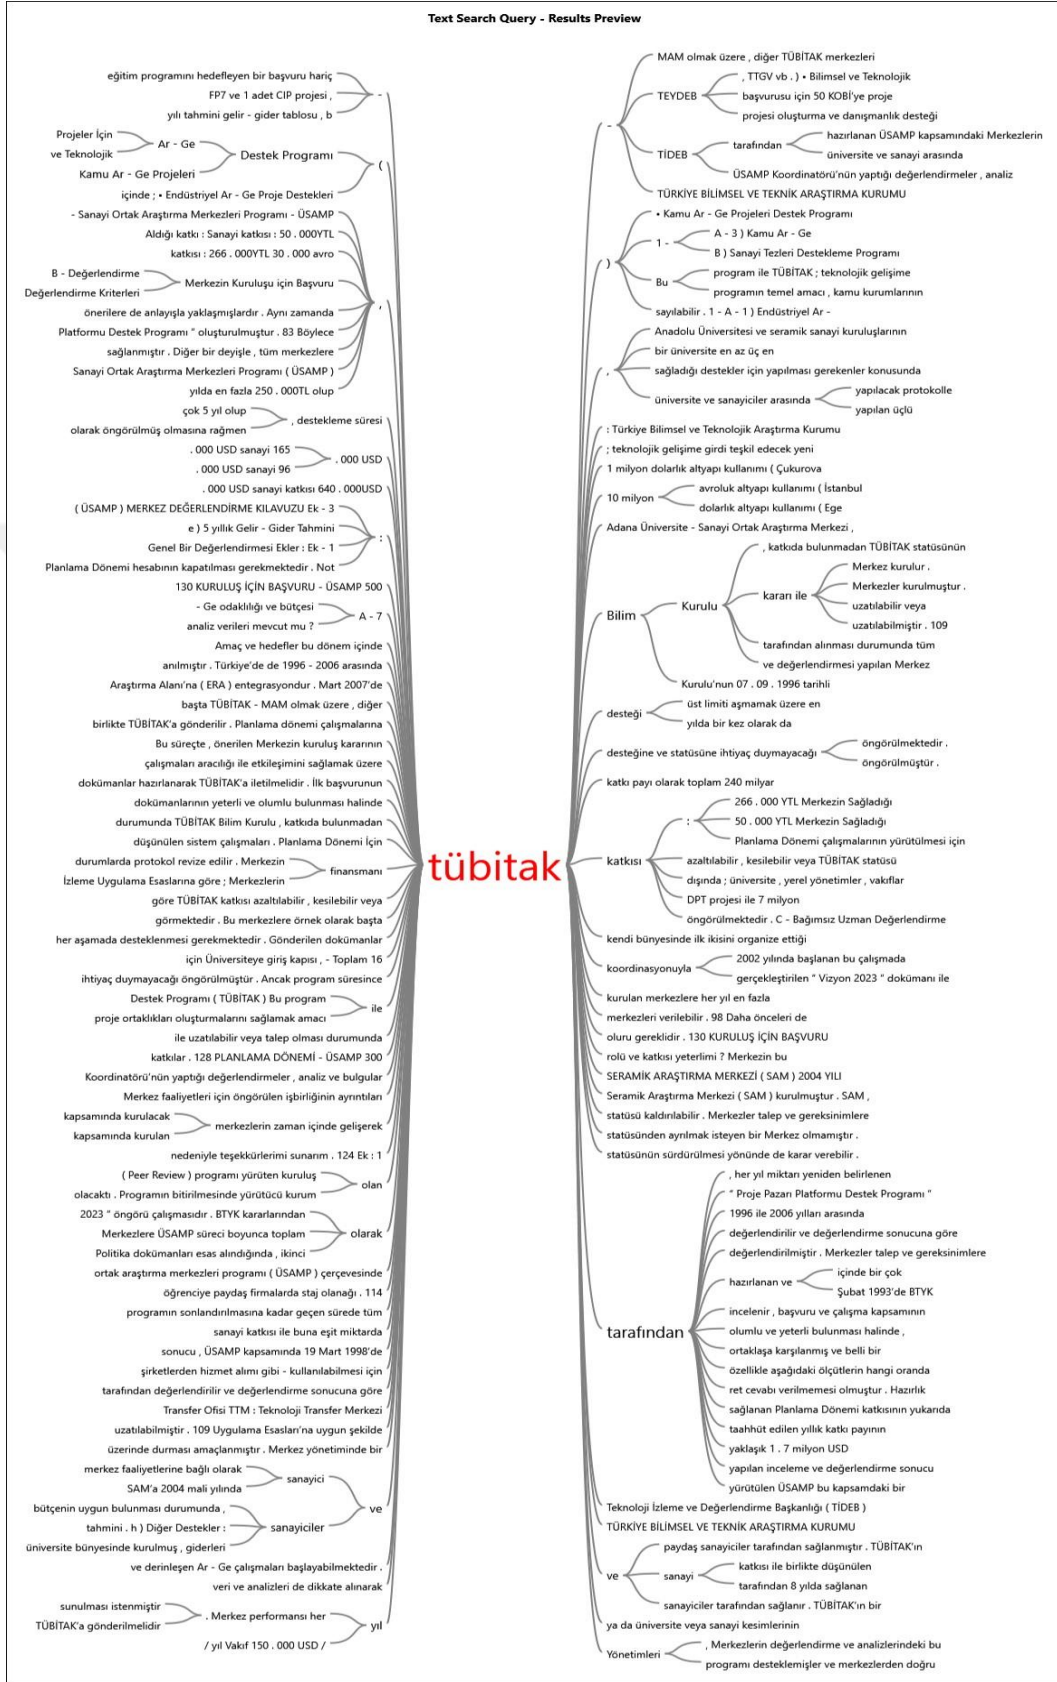 Text Search Query - Results Preview
eğitim programını hedefleyen bir başvuru hariç
FP7 ve 1 adet CIP projesi ,
yılı tahmini gelir - gider tablosu , b
-
Projeler İçin
ve Teknolojik
Ar - Ge
Kamu Ar - Ge Projeleri
Destek Programı
içinde ; • Endüstriyel Ar - Ge Proje Destekleri
(
- Sanayi Ortak Araştırma Merkezleri Programı - ÜSAMP
Aldığı katkı : Sanayi katkısı : 50 . 000YTL
katkısı : 266 . 000YTL 30 . 000 avro
B - Değerlendirme
Değerlendirme Kriterleri
Merkezin Kuruluşu için Başvuru
önerilere de anlayışla yaklaşmışlardır . Aynı zamanda
Platformu Destek Programı " oluşturulmuştur . 83 Böylece
sağlanmıştır . Diğer bir deyişle , tüm merkezlere
Sanayi Ortak Araştırma Merkezleri Programı ( ÜSAMP )
yılda en fazla 250 . 000TL olup
,
çok 5 yıl olup
olarak öngörülmüş olmasına rağmen
, destekleme süresi
. 000 USD sanayi 165
. 000 USD sanayi 96
. 000 USD
. 000 USD sanayi katkısı 640 . 000USD
( ÜSAMP ) MERKEZ DEĞERLENDİRME KILAVUZU Ek - 3
e ) 5 yıllık Gelir - Gider Tahmini
Genel Bir Değerlendirmesi Ekler : Ek - 1
Planlama Dönemi hesabının kapatılması gerekmektedir . Not
:
130 KURULUŞ İÇİN BAŞVURU - ÜSAMP 500
- Ge odaklılığı ve bütçesi
analiz verileri mevcut mu ?
A - 7
Amaç ve hedefler bu dönem içinde
anılmıştır . Türkiye'de de 1996 - 2006 arasında
Araştırma Alanı'na ( ERA ) entegrasyondur . Mart 2007'de
başta TÜBİTAK - MAM olmak üzere , diğer
birlikte TÜBİTAK'a gönderilir . Planlama dönemi çalışmalarına
Bu süreçte , önerilen Merkezin kuruluş kararının
çalışmaları aracılığı ile etkileşimini sağlamak üzere
dokümanlar hazırlanarak TÜBİTAK'a iletilmelidir . İlk başvurunun
dokümanlarının yeterli ve olumlu bulunması halinde
durumunda TÜBİTAK Bilim Kurulu , katkıda bulunmadan
düşünülen sistem çalışmaları . Planlama Dönemi İçin
durumlarda protokol revize edilir . Merkezin
İzleme Uygulama Esaslarına göre ; Merkezlerin
finansmanı
göre TÜBİTAK katkısı azaltılabilir , kesilebilir veya
görmektedir . Bu merkezlere örnek olarak başta
her aşamada desteklenmesi gerekmektedir . Gönderilen dokümanlar
için Üniversiteye giriş kapısı , - Toplam 16
ihtiyaç duymayacağı öngörülmüştür . Ancak program süresince
Destek Programı ( TÜBİTAK ) Bu program
proje ortaklıkları oluşturmalarını sağlamak amacı
ile
ile uzatılabilir veya talep olması durumunda
katkılar . 128 PLANLAMA DÖNEMİ - ÜSAMP 300
Koordinatörü'nün yaptığı değerlendirmeler , analiz ve bulgular
Merkez faaliyetleri için öngörülen işbirliğinin ayrıntıları
kapsamında kurulacak
kapsamında kurulan
merkezlerin zaman içinde gelişerek
nedeniyle teşekkürlerimi sunarım . 124 Ek : 1
( Peer Review ) programı yürüten kuruluş
olacaktı . Programın bitirilmesinde yürütücü kurum
olan
2023 " öngörü çalışmasıdır . BTYK kararlarından
Merkezlere ÜSAMP süreci boyunca toplam
Politika dokümanları esas alındığında , ikinci
olarak
ortak araştırma merkezleri programı ( ÜSAMP ) çerçevesinde
öğrenciye paydaş firmalarda staj olanağı . 114
programın sonlandırılmasına kadar geçen sürede tüm
sanayi katkısı ile buna eşit miktarda
sonucu , ÜSAMP kapsamında 19 Mart 1998'de
şirketlerden hizmet alımı gibi - kullanılabilmesi için
tarafından değerlendirilir ve değerlendirme sonucuna göre
Transfer Ofisi TTM : Teknoloji Transfer Merkezi
uzatılabilmiştir . 109 Uygulama Esasları'na uygun şekilde
üzerinde durması amaçlanmıştır . Merkez yönetiminde bir
merkez faaliyetlerine bağlı olarak
SAM'a 2004 mali yılında
sanayici
bütçenin uygun bulunması durumunda ,
tahmini . h ) Diğer Destekler :
üniversite bünyesinde kurulmuş , giderleri
sanayiciler
ve
ve derinleşen Ar - Ge çalışmaları başlayabilmektedir .
veri ve analizleri de dikkate alınarak
sunulması istenmiştir
TÜBİTAK'a gönderilmelidir
. Merkez performansı her
/ yıl Vakıf 150 . 000 USD /
yıl
tübitak
-
MAM olmak üzere , diğer TÜBİTAK merkezleri
TEYDEB
, TTGV vb . ) • Bilimsel ve Teknolojik
başvurusu için 50 KOBİ'ye proje
projesi oluşturma ve danışmanlık desteği
TİDEB
tarafından
hazırlanan ÜSAMP kapsamındaki Merkezlerin
üniversite ve sanayi arasında
ÜSAMP Koordinatörü'nün yaptığı değerlendirmeler , analiz
TÜRKİYE BİLİMSEL VE TEKNİK ARAŞTIRMA KURUMU
)
• Kamu Ar - Ge Projeleri Destek Programı
1 -
A - 3 ) Kamu Ar - Ge
B ) Sanayi Tezleri Destekleme Programı
Bu
program ile TÜBİTAK ; teknolojik gelişime
programın temel amacı , kamu kurumlarının
sayılabilir . 1 - A - 1 ) Endüstriyel Ar -
,
Anadolu Üniversitesi ve seramik sanayi kuruluşlarının
bir üniversite en az üç en
sağladığı destekler için yapılması gerekenler konusunda
üniversite ve sanayiciler arasında
yapılacak protokolle
yapılan üçlü
: Türkiye Bilimsel ve Teknolojik Araştırma Kurumu
; teknolojik gelişime girdi teşkil edecek yeni
1 milyon dolarlık altyapı kullanımı ( Çukurova
10 milyon
avroluk altyapı kullanımı ( İstanbul
dolarlık altyapı kullanımı ( Ege
Adana Üniversite - Sanayi Ortak Araştırma Merkezi ,
Bilim
Kurulu
, katkıda bulunmadan TÜBİTAK statüsünün
kararı ile
Merkez kurulur .
Merkezler kurulmuştur .
uzatılabilir veya
uzatılabilmiştir . 109
tarafından alınması durumunda tüm
ve değerlendirmesi yapılan Merkez
Kurulu'nun 07 . 09 . 1996 tarihli
desteği
üst limiti aşmamak üzere en
yılda bir kez olarak da
desteğine ve statüsüne ihtiyaç duymayacağı
öngörülmektedir .
öngörülmüştür .
katkı payı olarak toplam 240 milyar
katkısı
:
266 . 000 YTL Merkezin Sağladığı
50 . 000 YTL Merkezin Sağladığı
Planlama Dönemi çalışmalarının yürütülmesi için
azaltılabilir , kesilebilir veya TÜBİTAK statüsü
dışında ; üniversite , yerel yönetimler , vakıflar
DPT projesi ile 7 milyon
öngörülmektedir . C - Bağımsız Uzman Değerlendirme
kendi bünyesinde ilk ikisini organize ettiği
koordinasyonuyla
2002 yılında başlanan bu çalışmada
gerçekleştirilen " Vizyon 2023 " dokümanı ile
kurulan merkezlere her yıl en fazla
merkezleri verilebilir . 98 Daha önceleri de
oluru gereklidir . 130 KURULUŞ İÇİN BAŞVURU
rolü ve katkısı yeterlimi ? Merkezin bu
SERAMİK ARAŞTIRMA MERKEZİ ( SAM ) 2004 YILI
Seramik Araştırma Merkezi ( SAM ) kurulmuştur . SAM ,
statüsü kaldırılabilir . Merkezler talep ve gereksinimlere
statüsünden ayrılmak isteyen bir Merkez olmamıştır .
statüsünün sürdürülmesi yönünde de karar verebilir .
tarafından
, her yıl miktarı yeniden belirlenen
" Proje Pazarı Platformu Destek Programı "
1996 ile 2006 yılları arasında
değerlendirilir ve değerlendirme sonucuna göre
değerlendirilmiştir . Merkezler talep ve gereksinimlere
hazırlanan ve
içinde bir çok
Şubat 1993'de BTYK
incelenir , başvuru ve çalışma kapsamının
olumlu ve yeterli bulunması halinde ,
ortaklaşa karşılanmış ve belli bir
özellikle aşağıdaki ölçütlerin hangi oranda
ret cevabı verilmemesi olmuştur . Hazırlık
sağlanan Planlama Dönemi katkısının yukarıda
taahhüt edilen yıllık katkı payının
yaklaşık 1 . 7 milyon USD
yapılan inceleme ve değerlendirme sonucu
yürütülen ÜSAMP bu kapsamdaki bir
Teknoloji İzleme ve Değerlendirme Başkanlığı ( TİDEB )
TÜRKİYE BİLİMSEL VE TEKNİK ARAŞTIRMA KURUMU
ve
paydaş sanayiciler tarafından sağlanmıştır . TÜBİTAK'ın
sanayi
katkısı ile birlikte düşünülen
tarafından 8 yılda sağlanan
sanayiciler tarafından sağlanır . TÜBİTAK'ın bir
ya da üniversite veya sanayi kesimlerinin
Yönetimleri
, Merkezlerin değerlendirme ve analizlerindeki bu
programı desteklemişler ve merkezlerden doğru